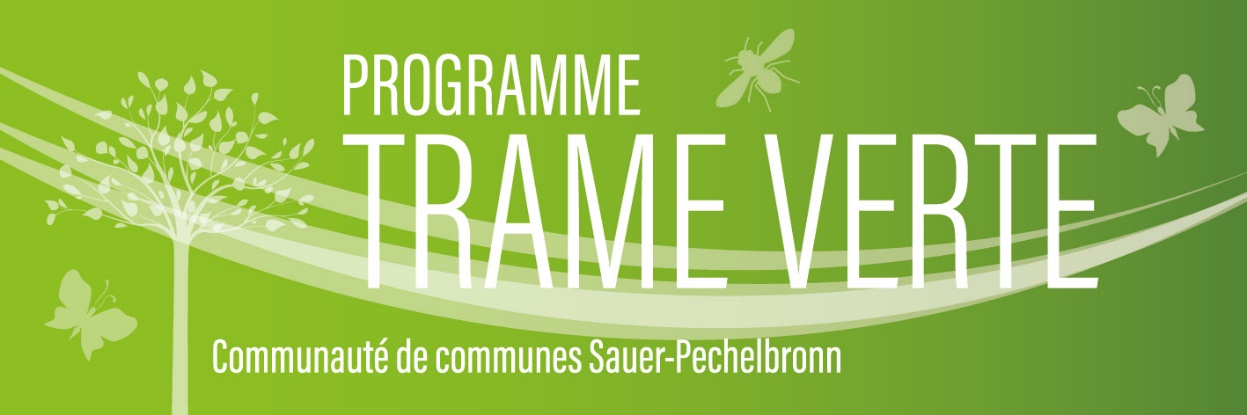 PROGRAMME
TRAME VERTE
Communauté de communes Sauer-Pechelbronn